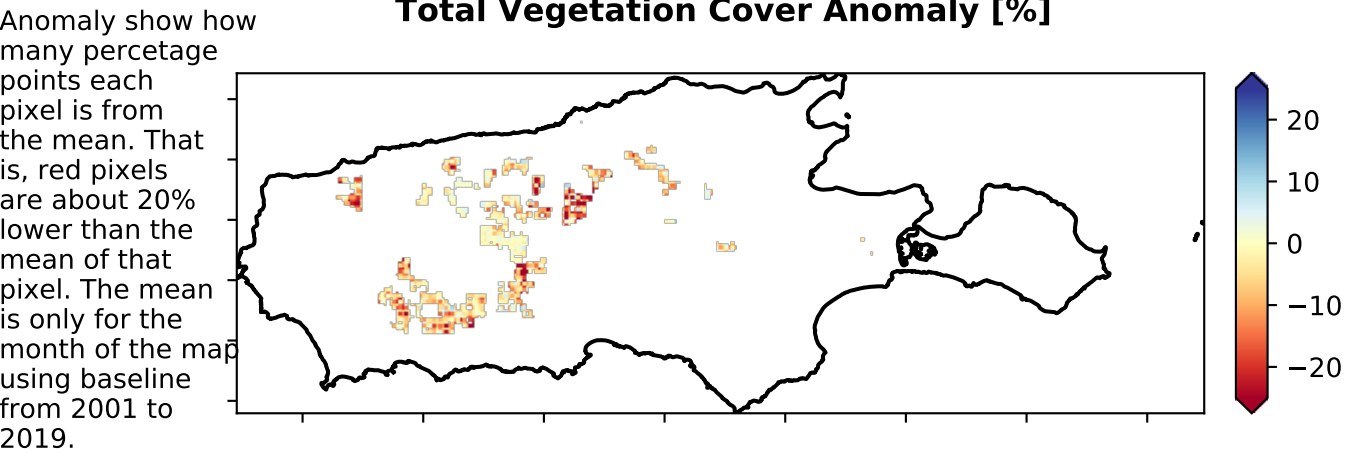 Total Vegetation Cover Anomaly [%]
Anomaly show how
many percetage
points each
pixel is from
the mean. That
is, red pixels
are about 20%
lower than the
mean of that
pixel. The mean
is only for the
month of the map
using baseline
from 2001 to
2019.
20
10
0
−10
−20